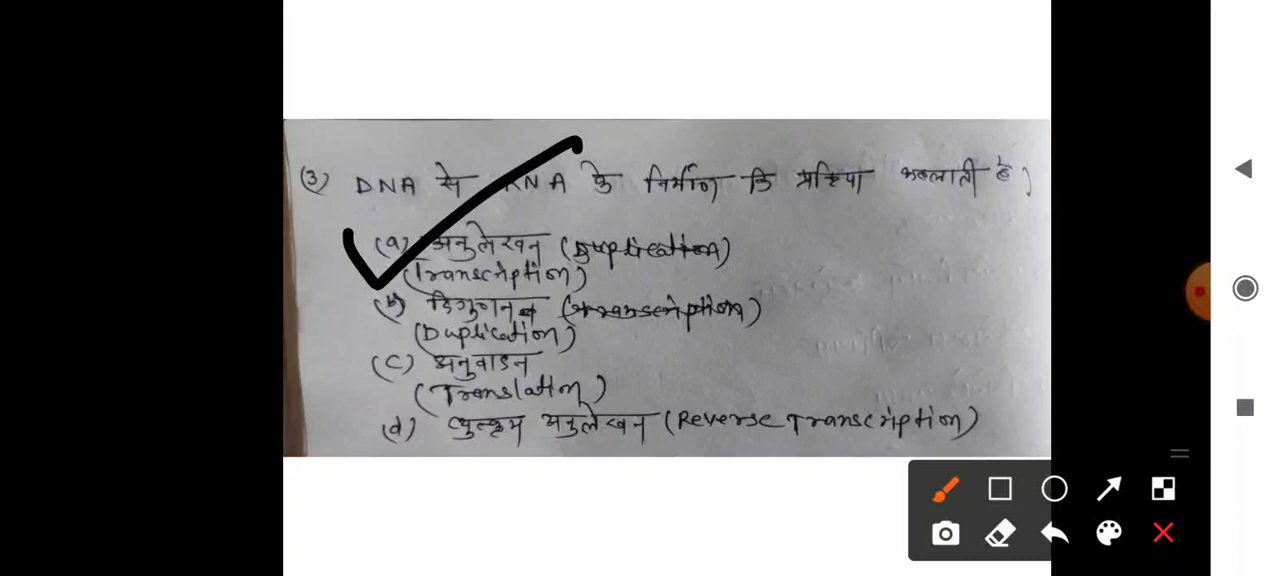 (3) DNA से RNA के निर्माण कि प्रक्रिया कहलाती है।
(a) अनुलेखन (Duplication)
(Transcription)
(b) द्विगुणन (Transcription)
(Duplication)
(c) अनुवादन
(Translation)
(d) व्युत्क्रम अनुलेखन (Reverse Transcription)